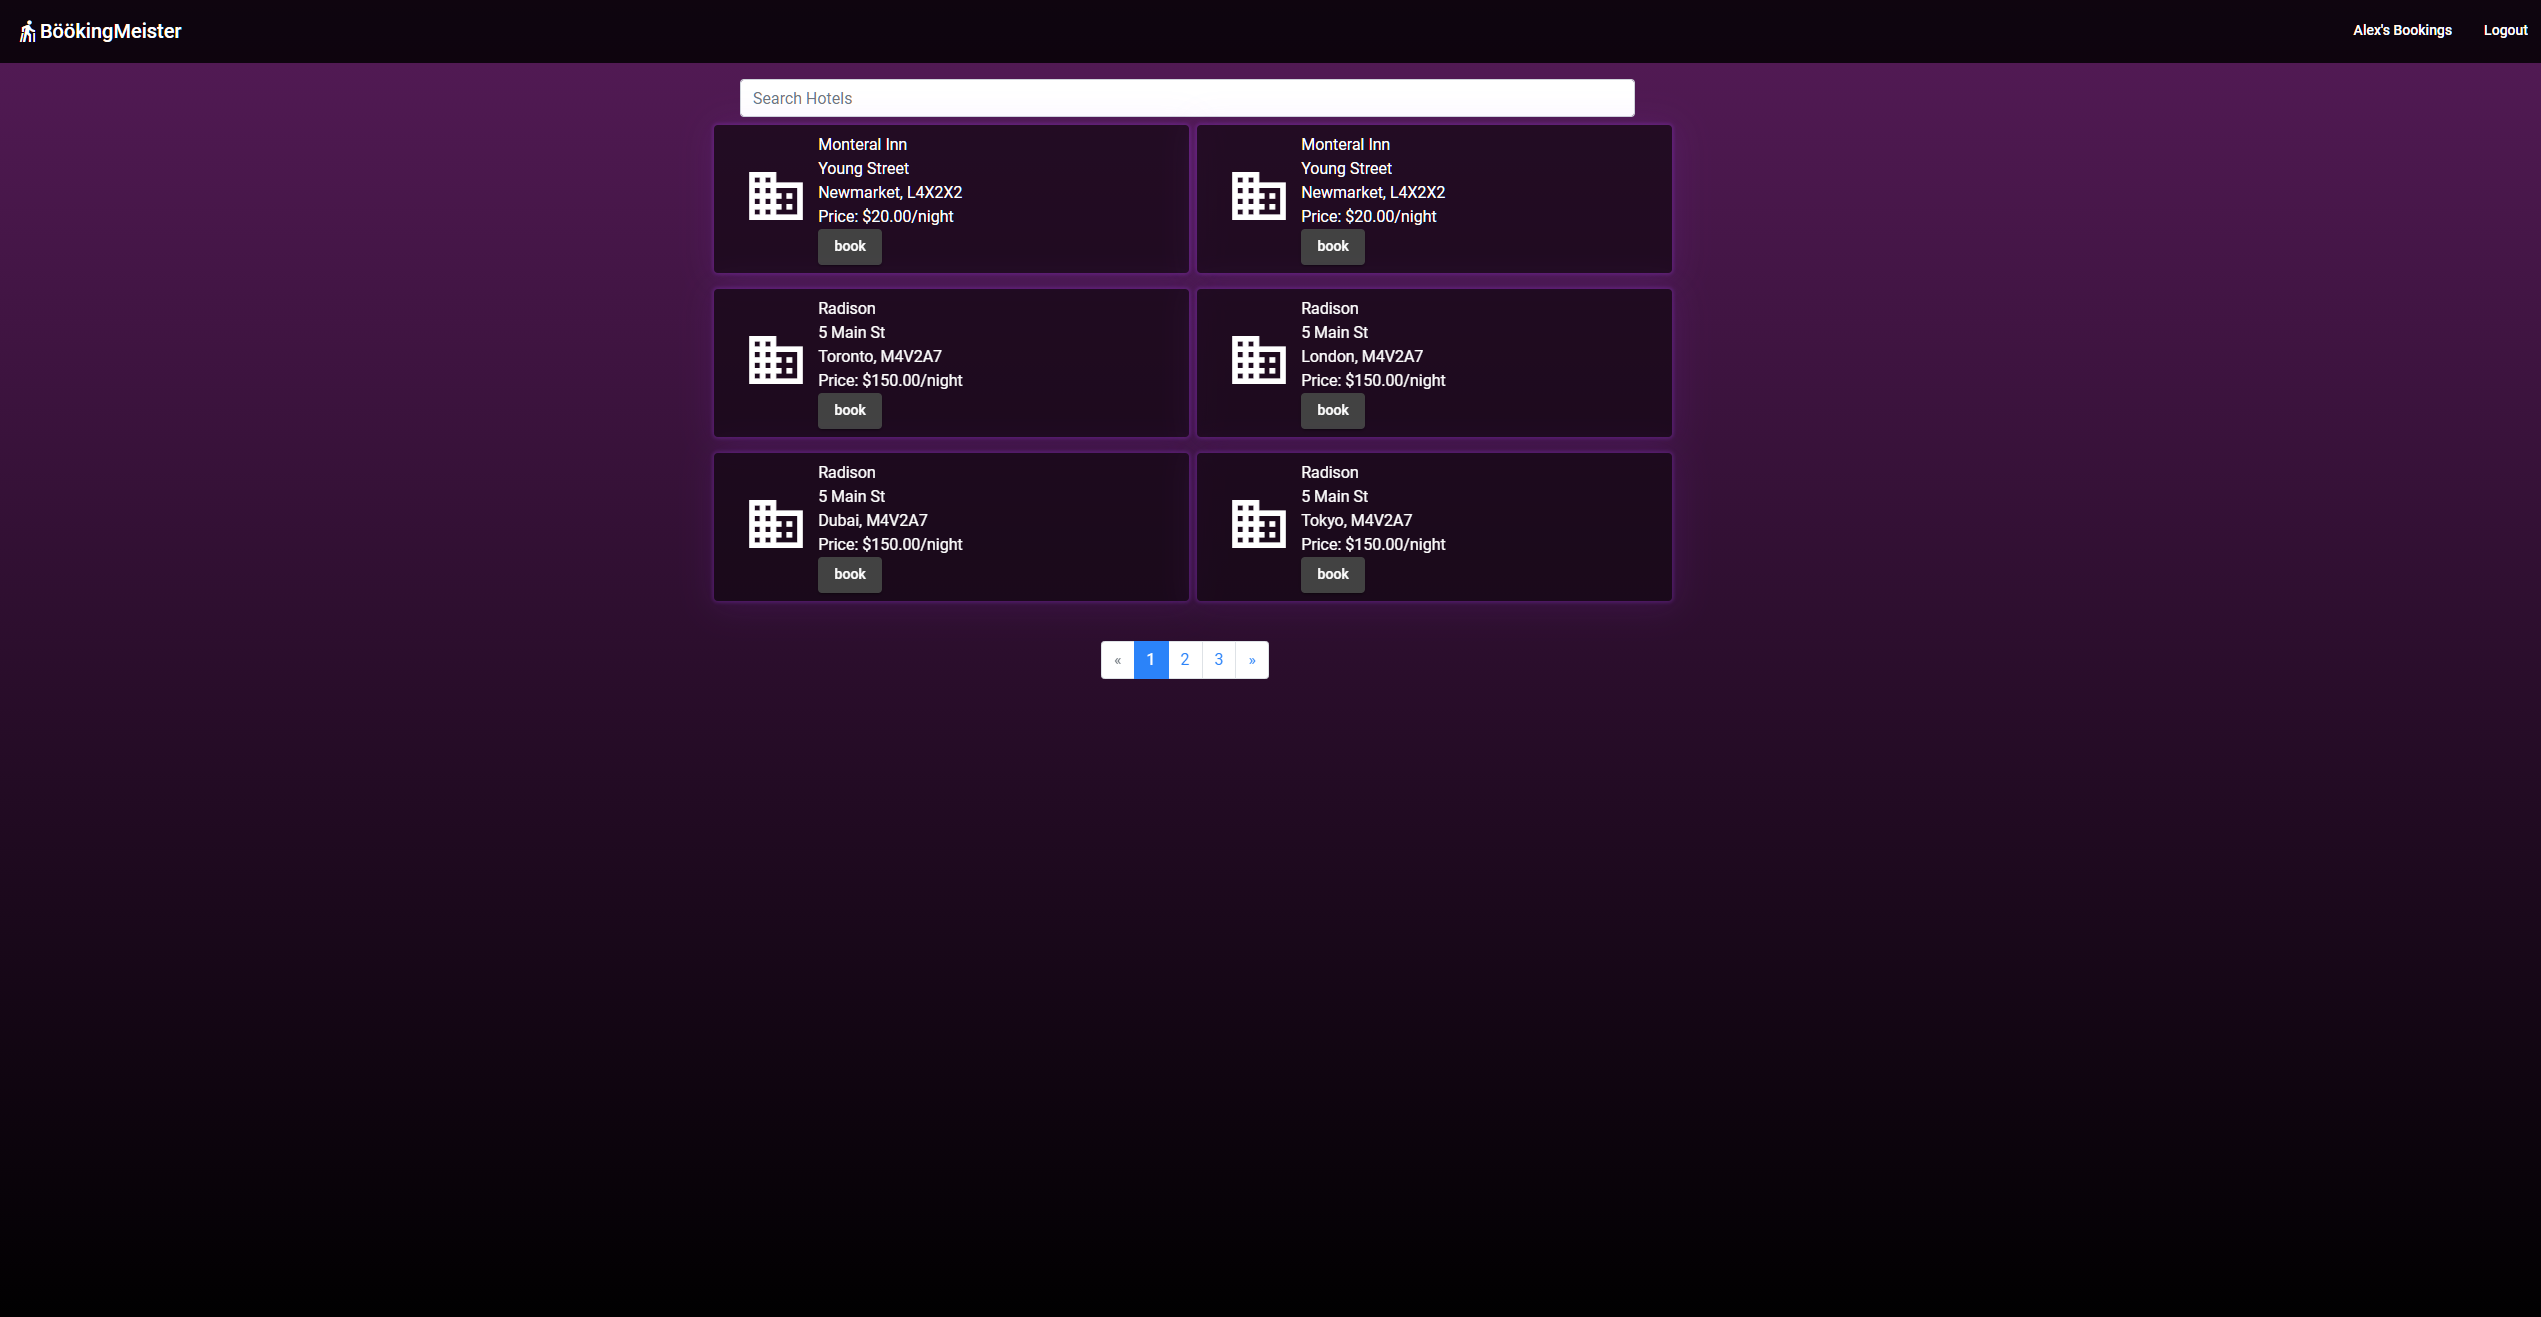 BöökingMeister
Alex's Bookings
Logout
Search Hotels
Monteral Inn
Young Street
Newmarket, L4X2X2
Price: $20.00/night
book
Monteral Inn
Young Street
Newmarket, L4X2X2
Price: $20.00/night
book
Radison
5 Main St
Toronto, M4V2A7
Price: $150.00/night
book
Radison
5 Main St
London, M4V2A7
Price: $150.00/night
book
Radison
5 Main St
Dubai, M4V2A7
Price: $150.00/night
book
Radison
5 Main St
Tokyo, M4V2A7
Price: $150.00/night
book
« 1 2 3 »